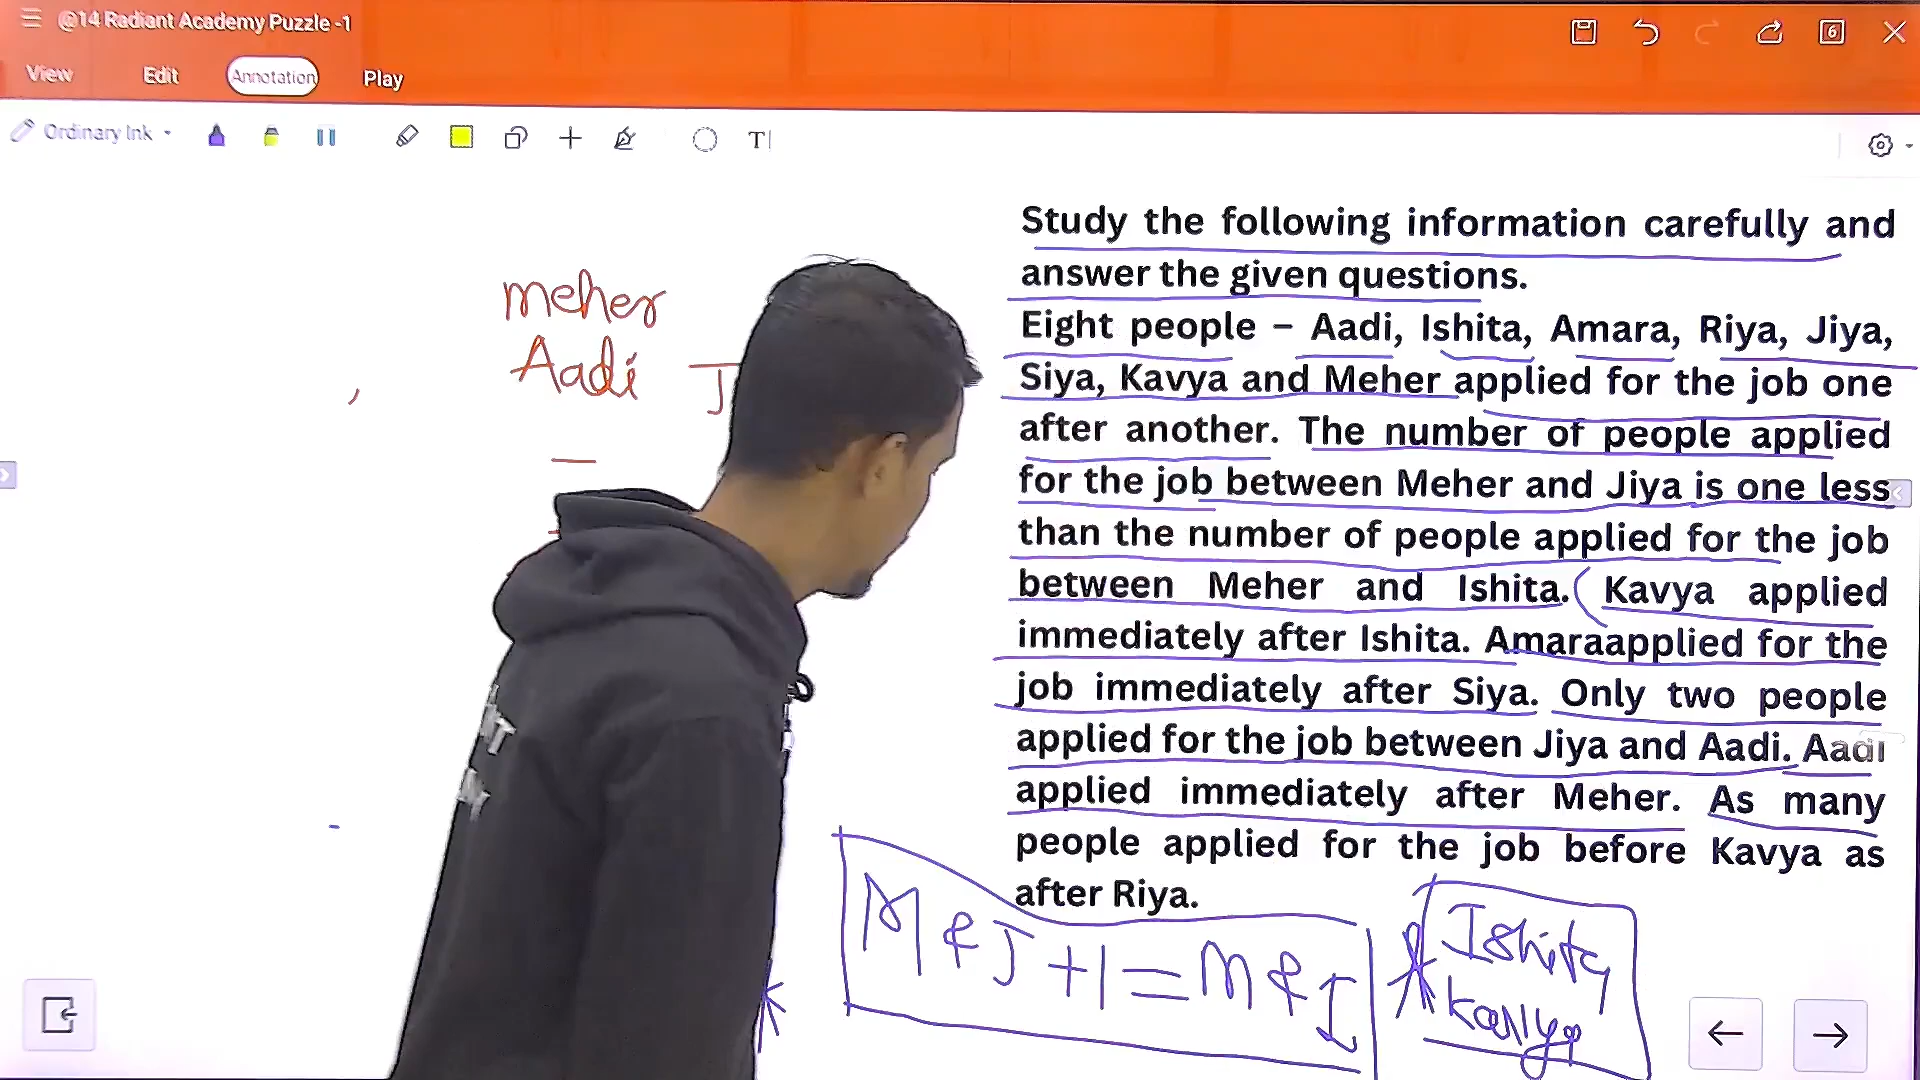 @14 Radiant Academy Puzzle -1
View Edit Annotation Play
Ordinary Ink
T
6
Study the following information carefully and
answer the given questions.
Eight people – Aadi, Ishita, Amara, Riya, Jiya,
Siya, Kavya and Meher applied for the job one
after another. The number of people applied
for the job between Meher and Jiya is one less
than the number of people applied for the job
between Meher and Ishita. Kavya applied
immediately after Ishita. Amaraapplied for the
job immediately after Siya. Only two people
applied for the job between Jiya and Aadi. Aadi
applied immediately after Meher. As many
people applied for the job before Kavya as
after Riya.
meher
Aadi J
M & J +1 = M & I
Ishita
Kavya